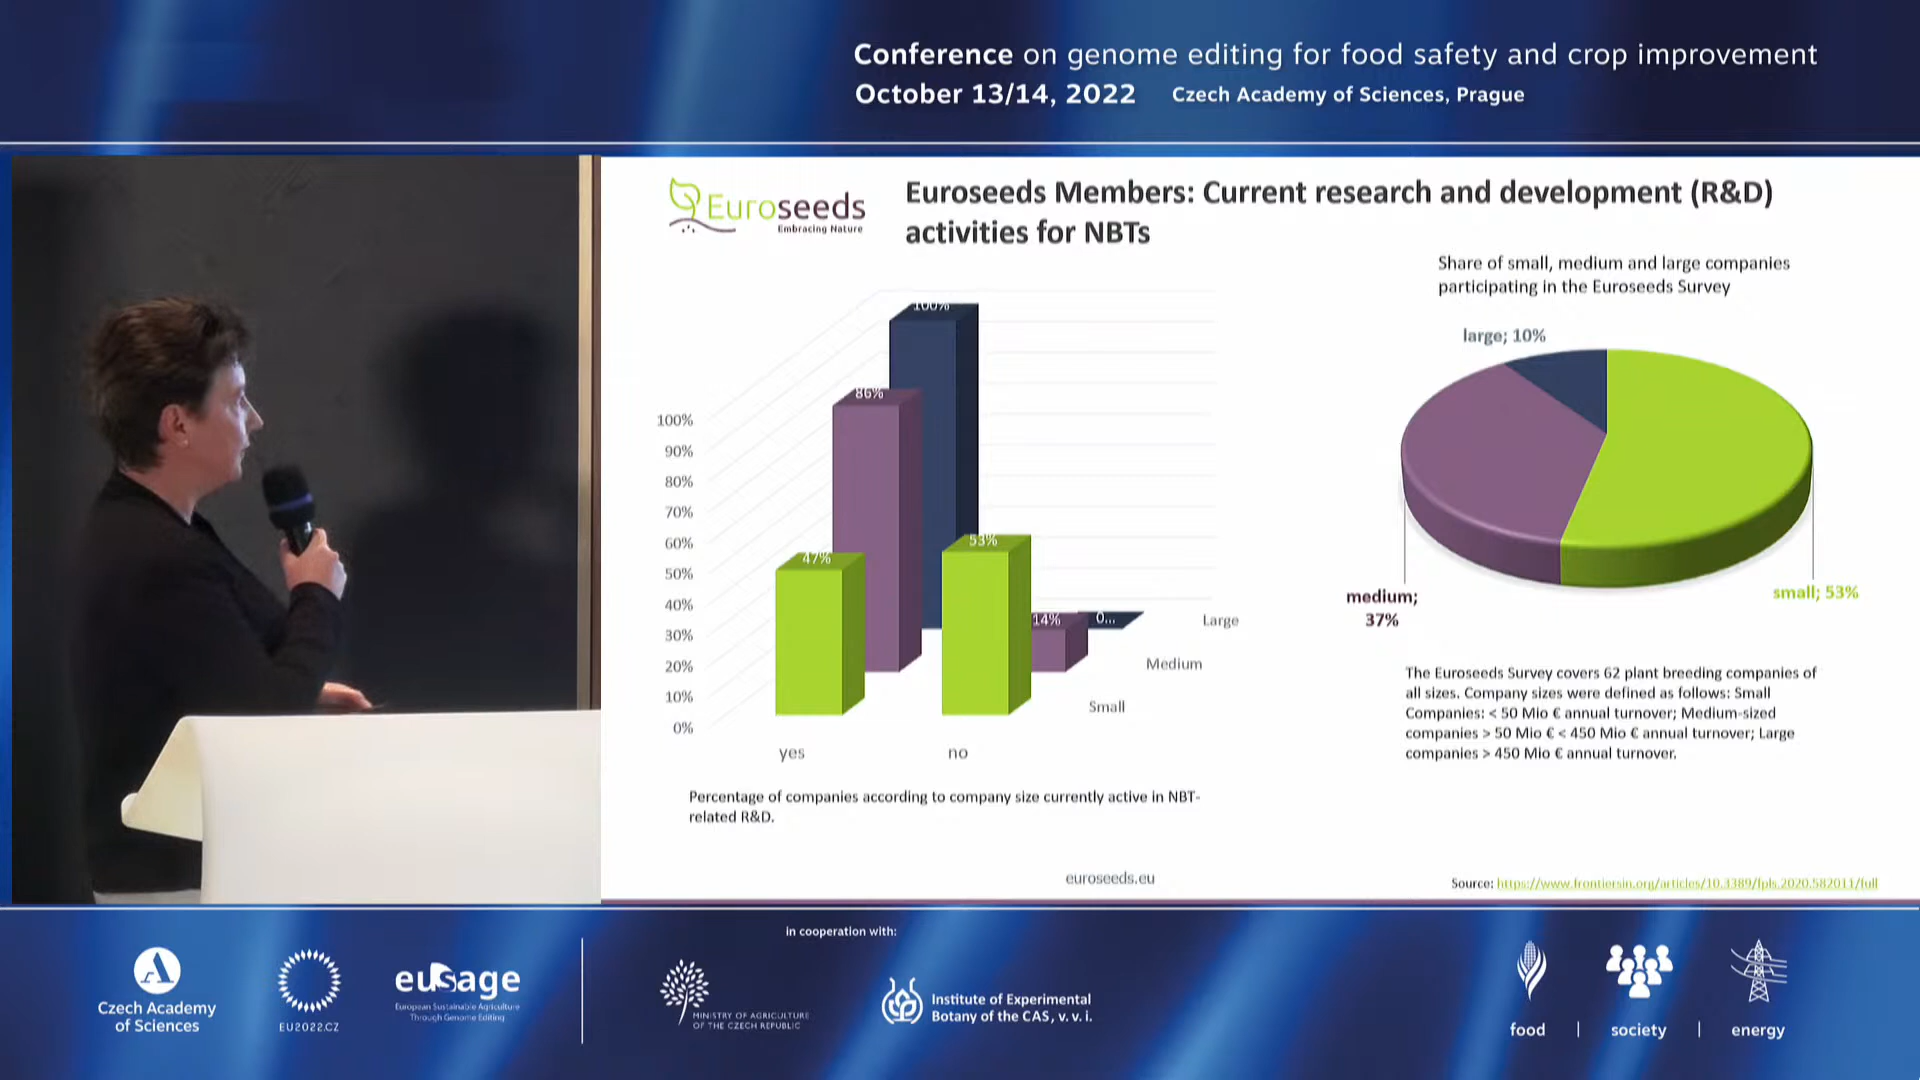 Conference on genome editing for food safety and crop improvement
October 13/14, 2022 Czech Academy of Sciences, Prague
Euroseeds
Embracing Nature
Euroseeds Members: Current research and development (R&D)
activities for NBTs
100%
86%
47%
53%
14%
0...
100%
90%
80%
70%
60%
50%
40%
30%
20%
10%
0%
Large
Medium
Small
yes
no
Percentage of companies according to company size currently active in NBT-
related R&D.
Share of small, medium and large companies
participating in the Euroseeds Survey
large; 10%
medium;
37%
small; 53%
The Euroseeds Survey covers 62 plant breeding companies of
all sizes. Company sizes were defined as follows: Small
Companies: < 50 Mio € annual turnover; Medium-sized
companies > 50 Mio € < 450 Mio € annual turnover; Large
companies > 450 Mio € annual turnover.
euroseeds.eu
Source: https://www.frontiersin.org/articles/10.3389/fpls.2020.582011/full
in cooperation with:
Czech Academy
of Sciences
EU2022.CZ
eusage
European Sustainable Agriculture
Through Genome Editing
MINISTRY OF AGRICULTURE
OF THE CZECH REPUBLIC
Institute of Experimental
Botany of the CAS, v. v. i.
food | society | energy